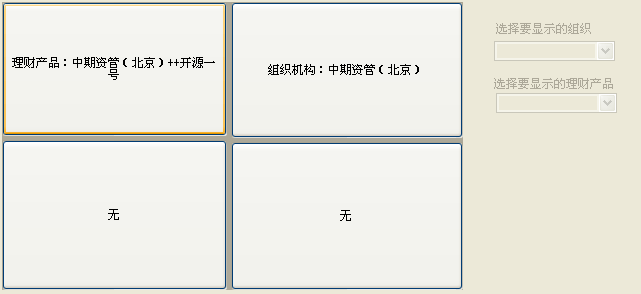 理财产品：中期资管（北京）++开源一
号
组织机构：中期资管（北京）
无
无
选择要显示的组织
选择要显示的理财产品